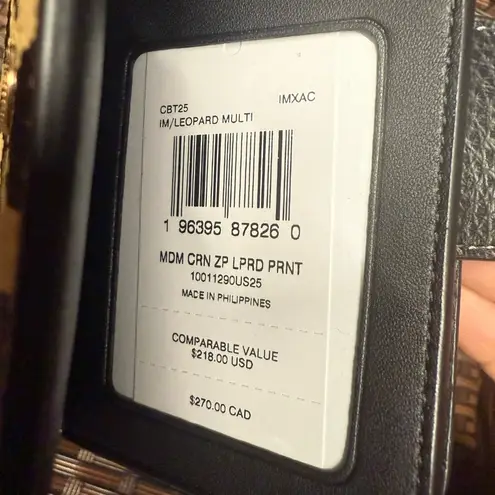 CBT25 IMXAC
IM/LEOPARD MULTI
1 96395 87826 0
MDM CRN ZP LPRD PRNT
10011290US25
MADE IN PHILIPPINES
COMPARABLE VALUE
$218.00 USD
$270.00 CAD